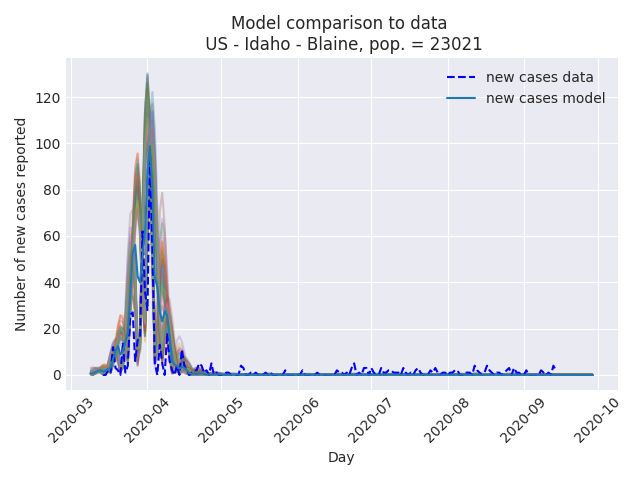 Model comparison to data
US - Idaho - Blaine, pop. = 23021
new cases data
new cases model
Number of new cases reported
120
100
80
60
40
20
0
2020-03
2020-04
2020-05
2020-06
2020-07
2020-08
2020-09
2020-10
Day